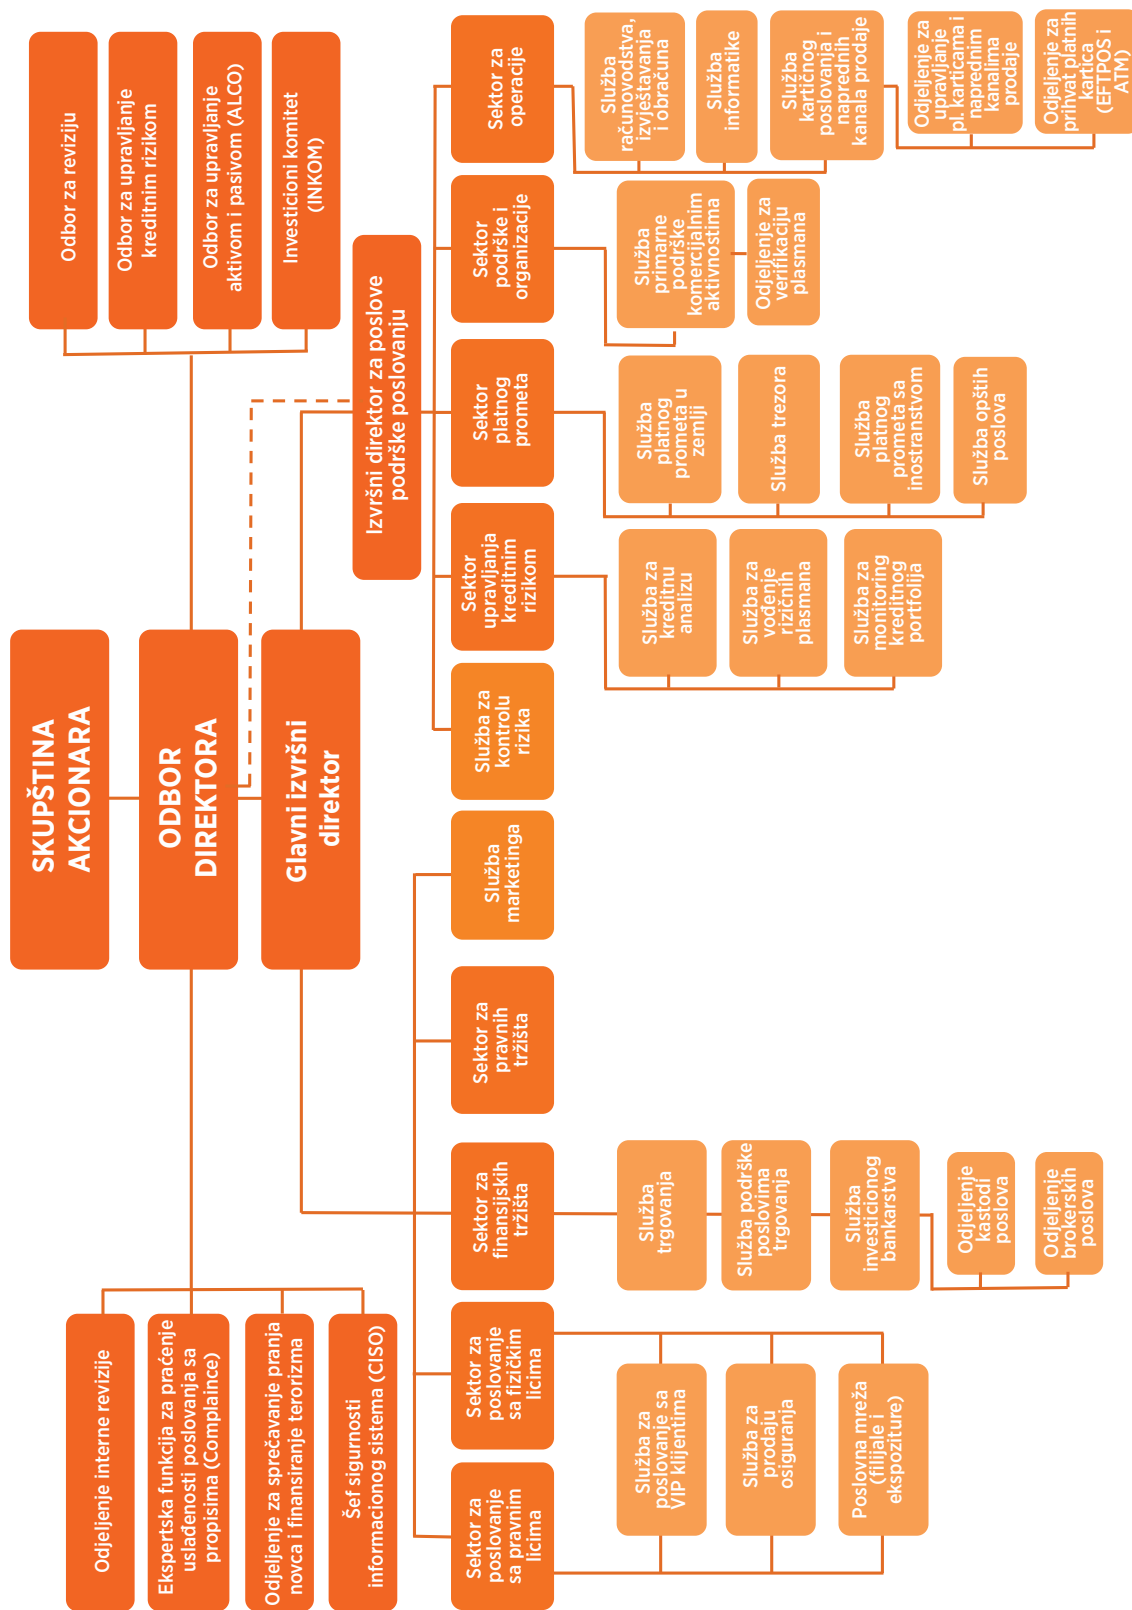 SKUPŠTINA
AKCIONARA
ODBOR
DIREKTORA
Glavni izvršni
direktor
Odjeljenje interne revizije
Ekspertska funkcija za praćenje
uslađenosti poslovanja sa
propisima (Complaince)
Odjeljenje za sprečavanje pranja
novca i finansiranje terorizma
Šef sigurnosti
informacionog sistema (CISO)
Odbor za reviziju
Odbor za upravljanje
kreditnim rizikom
Odbor za upravljanje
aktivom i pasivom (ALCO)
Investicioni komitet
(INKOM)
Izvršni direktor za poslove
podrške poslovanju
Sektor za
poslovanje
sa pravnim
licima
Sektor za
poslovanje
sa fizičkim
licima
Sektor za
finansijskih
tržišta
Sektor za
pravnih
tržišta
Služba
marketinga
Služba za
kontrolu
rizika
Sektor
upravljanja
kreditnim
rizikom
Sektor
platnog
prometa
Sektor
podrške i
organizacije
Sektor za
operacije
Služba za
poslovanje sa
VIP klijentima
Služba za
prodaju
osiguranja
Poslovna mreža
(filijale i
ekspoziture)
Služba
trgovanja
Služba podrške
poslovima
trgovanja
Služba
investicionog
bankarstva
Odjeljenje
kastodi
poslova
Odjeljenje
brokerskih
poslova
Služba za
kreditnu
analizu
Služba za
vođenje
rizičnih
plasmana
Služba za
monitoring
kreditnog
portfolija
Služba
platnog
prometa u
zemlji
Služba trezora
Služba
platnog
prometa sa
inostranstvom
Služba opštih
poslova
Služba
primarne
podrške
komercijalnim
aktivnostima
Odjeljenje za
verifikaciju
plasmana
Služba
računovodstva,
izvještavanja
i obračuna
Služba
informatike
Služba
kartičnog
poslovanja i
naprednih
kanala prodaje
Odjeljenje za
upravljanje
pl. karticama i
naprednim
kanalima
prodaje
Odjeljenje za
prihvat platnih
kartica
(EFTPOS i
ATM)